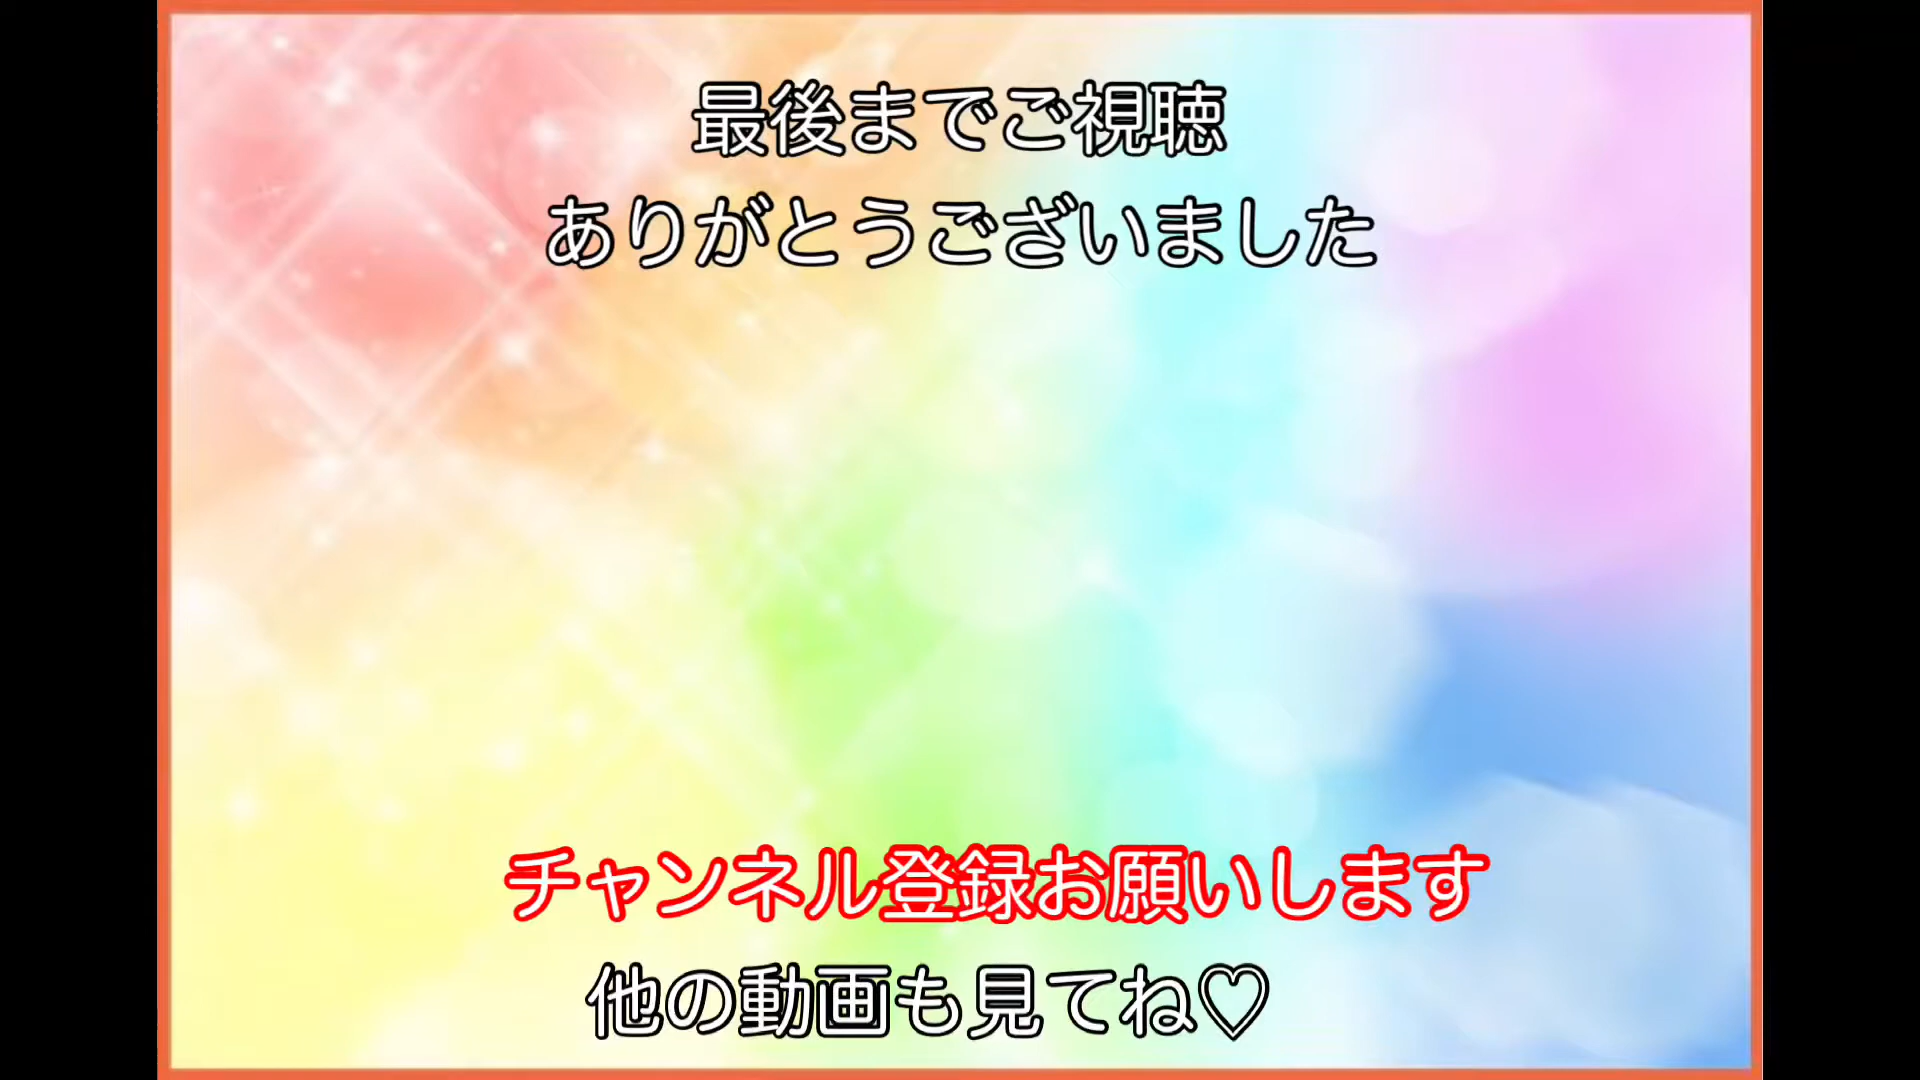 最後までご視聴
ありがとうございました
チャンネル登録お願いします
他の動画も見てね♡